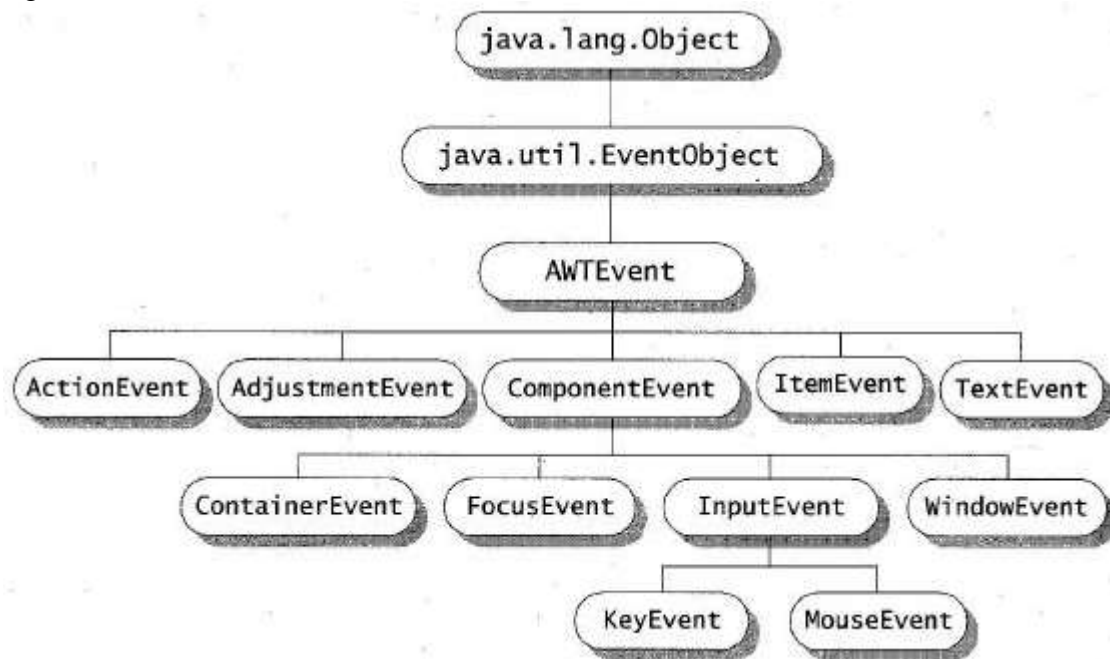 java.lang.Object
java.util.EventObject
AWTEvent
ActionEvent
AdjustmentEvent
ComponentEvent
ItemEvent
TextEvent
ContainerEvent
FocusEvent
InputEvent
WindowEvent
KeyEvent
MouseEvent